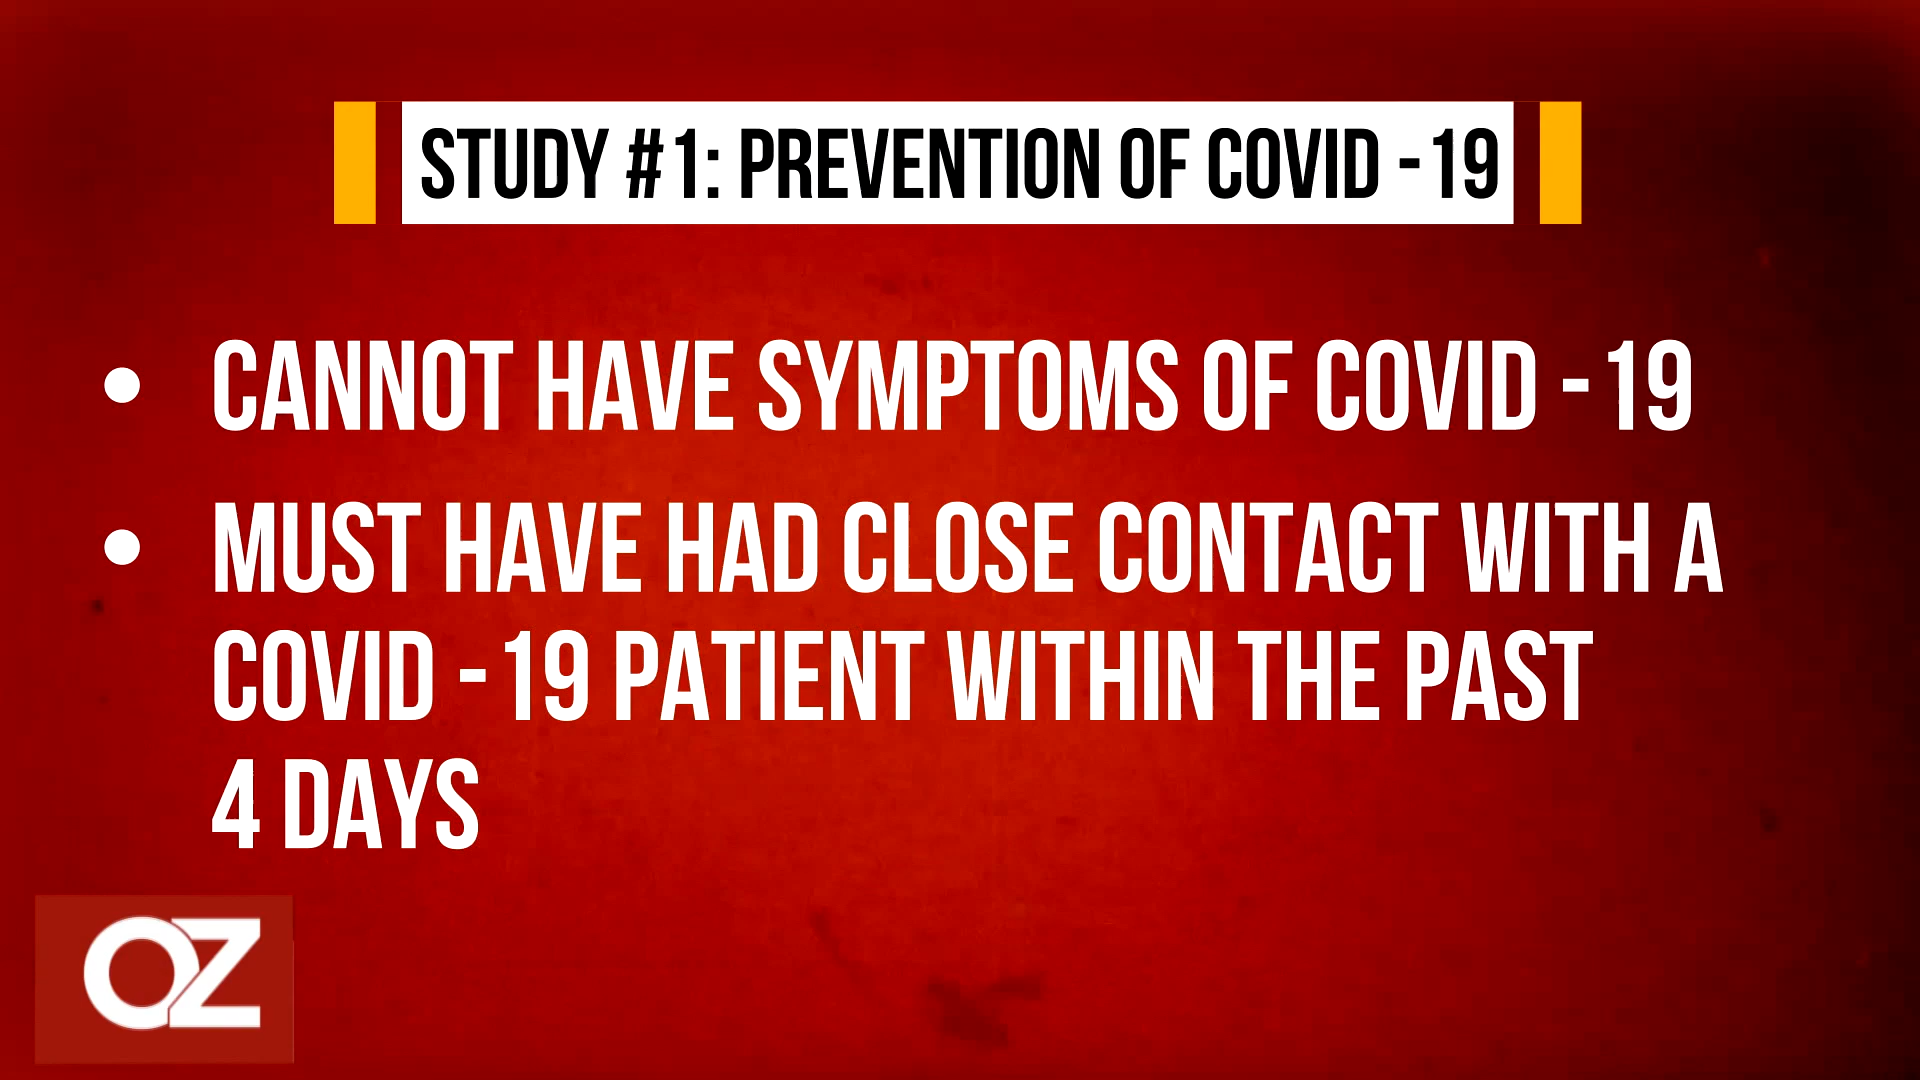 STUDY #1: PREVENTION OF COVID -19
• CANNOT HAVE SYMPTOMS OF COVID -19
• MUST HAVE HAD CLOSE CONTACT WITH A
COVID -19 PATIENT WITHIN THE PAST
4 DAYS
OZ